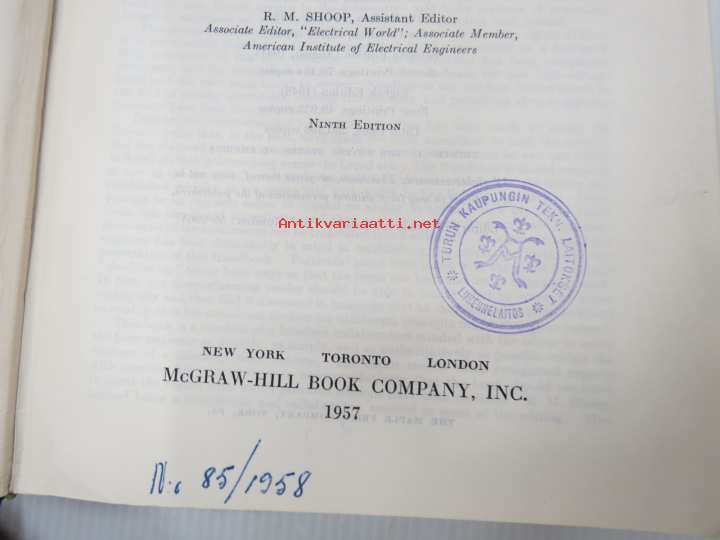 R. M. SHOOP, Assistant Editor
Associate Editor, "Electrical World"; Associate Member,
American Institute of Electrical Engineers
NINTH EDITION
Antikvariaatti.net
TURUN KAUPUNGIN TEKN. LAITOKSET
LIIKENNELAITOS
NEW YORK TORONTO LONDON
McGRAW-HILL BOOK COMPANY, INC.
1957
N:o 85/1958